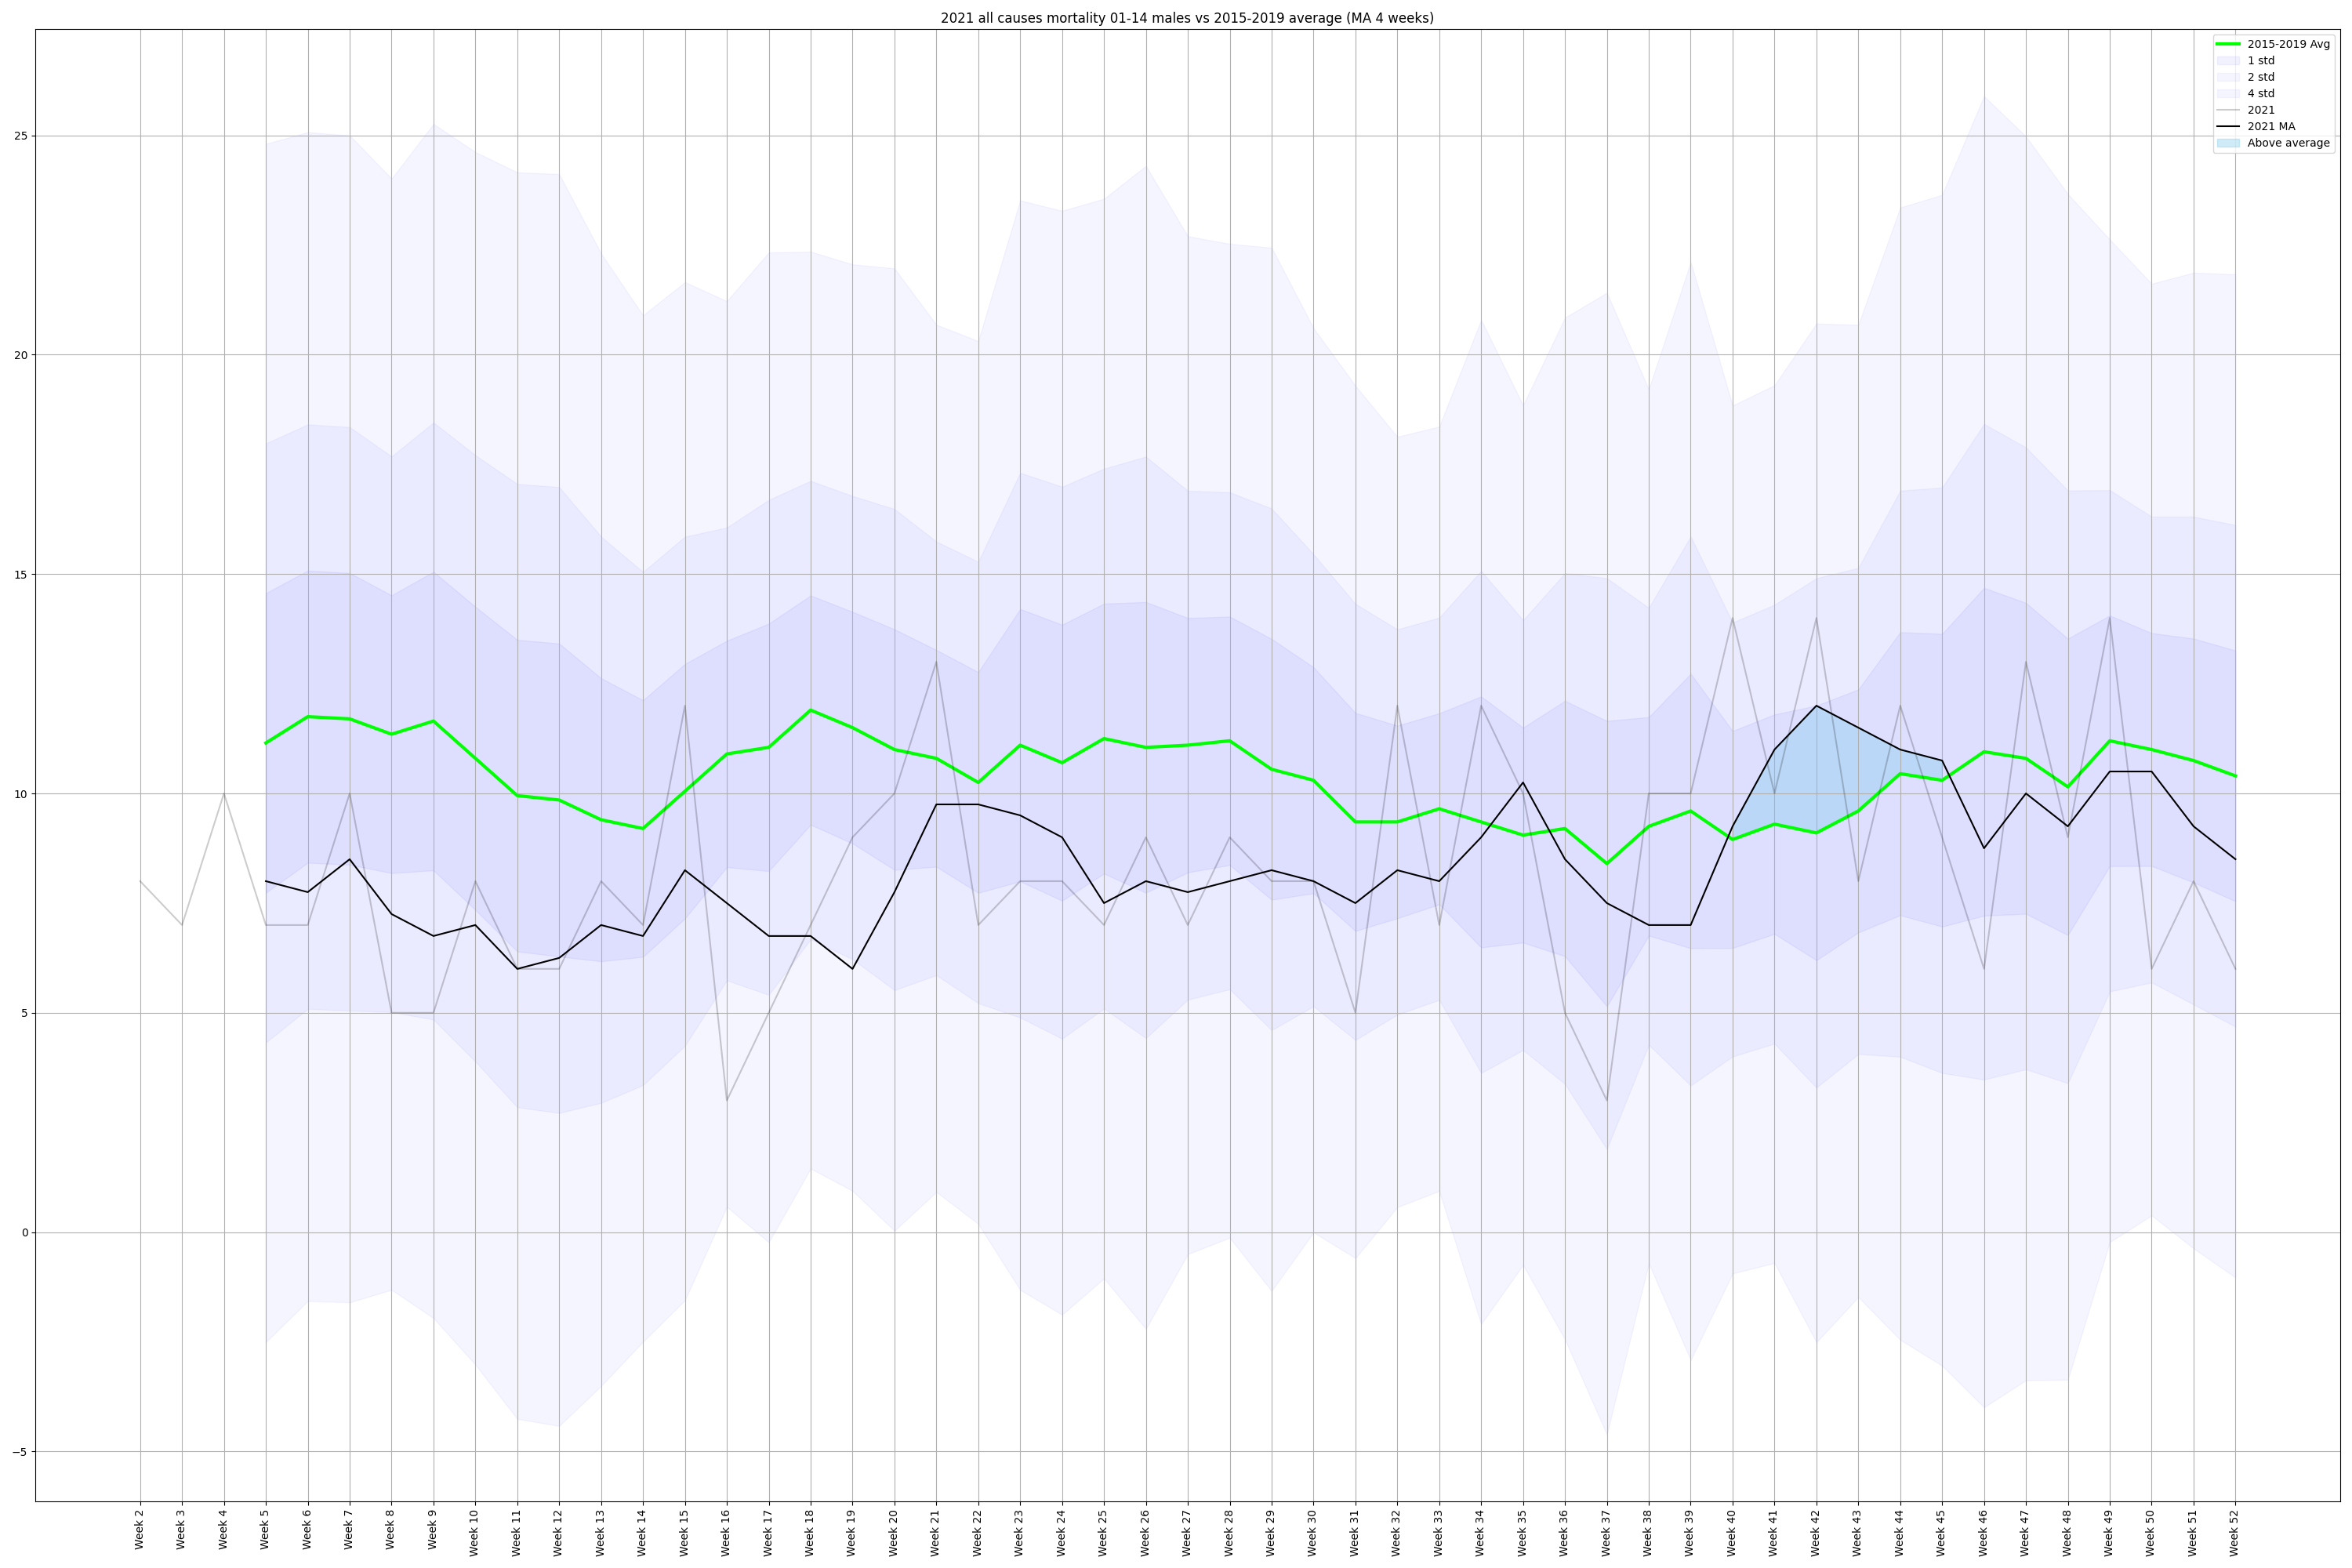 2021 all causes mortality 01-14 males vs 2015-2019 average (MA 4 weeks)
2015-2019 Avg
1 std
2 std
4 std
2021
2021 MA
Above average
25
20
15
10
5
0
−5
Week 2
Week 3
Week 4
Week 5
Week 6
Week 7
Week 8
Week 9
Week 10
Week 11
Week 12
Week 13
Week 14
Week 15
Week 16
Week 17
Week 18
Week 19
Week 20
Week 21
Week 22
Week 23
Week 24
Week 25
Week 26
Week 27
Week 28
Week 29
Week 30
Week 31
Week 32
Week 33
Week 34
Week 35
Week 36
Week 37
Week 38
Week 39
Week 40
Week 41
Week 42
Week 43
Week 44
Week 45
Week 46
Week 47
Week 48
Week 49
Week 50
Week 51
Week 52